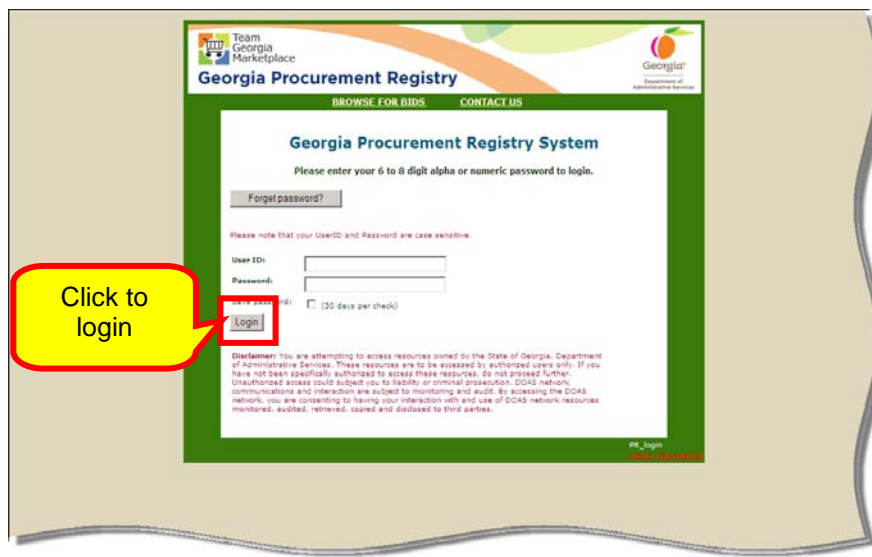 Team
Georgia
Marketplace
Georgia Procurement Registry
Georgia
Department of
Administrative Services
BROWSE FOR BIDS CONTACT US
Georgia Procurement Registry System
Please enter your 6 to 8 digit alpha or numeric password to login.
Forget password?
Please note that your UserID and Password are case sensitive.
User ID:
Password:
Save password: (30 days per check)
Login
Click to
login
Disclaimer: You are attempting to access resources owned by the State of Georgia, Department
of Administrative Services. These resources are to be accessed by authorized users only. If you
have not been specifically authorized to access these resources, do not proceed further.
Unauthorized access could subject you to liability or criminal prosecution. DOAS network
communications and interaction are subject to monitoring and audit. By accessing the DOAS
network, you are consenting to having your interaction with and use of DOAS network resources
monitored, audited, retrieved, copied and disclosed to third parties.
PR_login